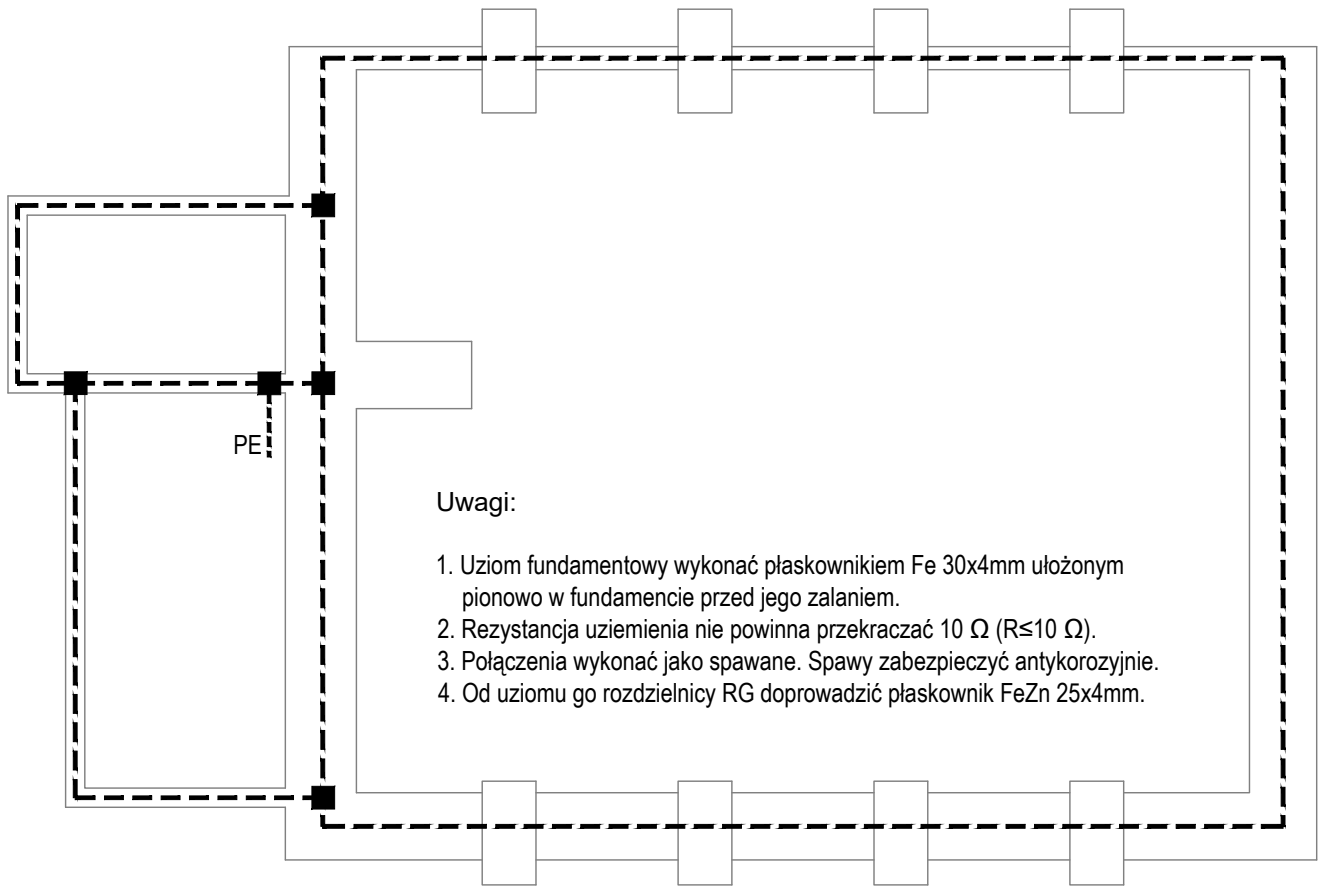 PE
Uwagi:
1. Uziom fundamentowy wykonać płaskownikiem Fe 30x4mm ułożonym
pionowo w fundamencie przed jego zalaniem.
2. Rezystancja uziemienia nie powinna przekraczać 10 Ω (R≤10 Ω).
3. Połączenia wykonać jako spawane. Spawy zabezpieczyć antykorozyjnie.
4. Od uziomu go rozdzielnicy RG doprowadzić płaskownik FeZn 25x4mm.